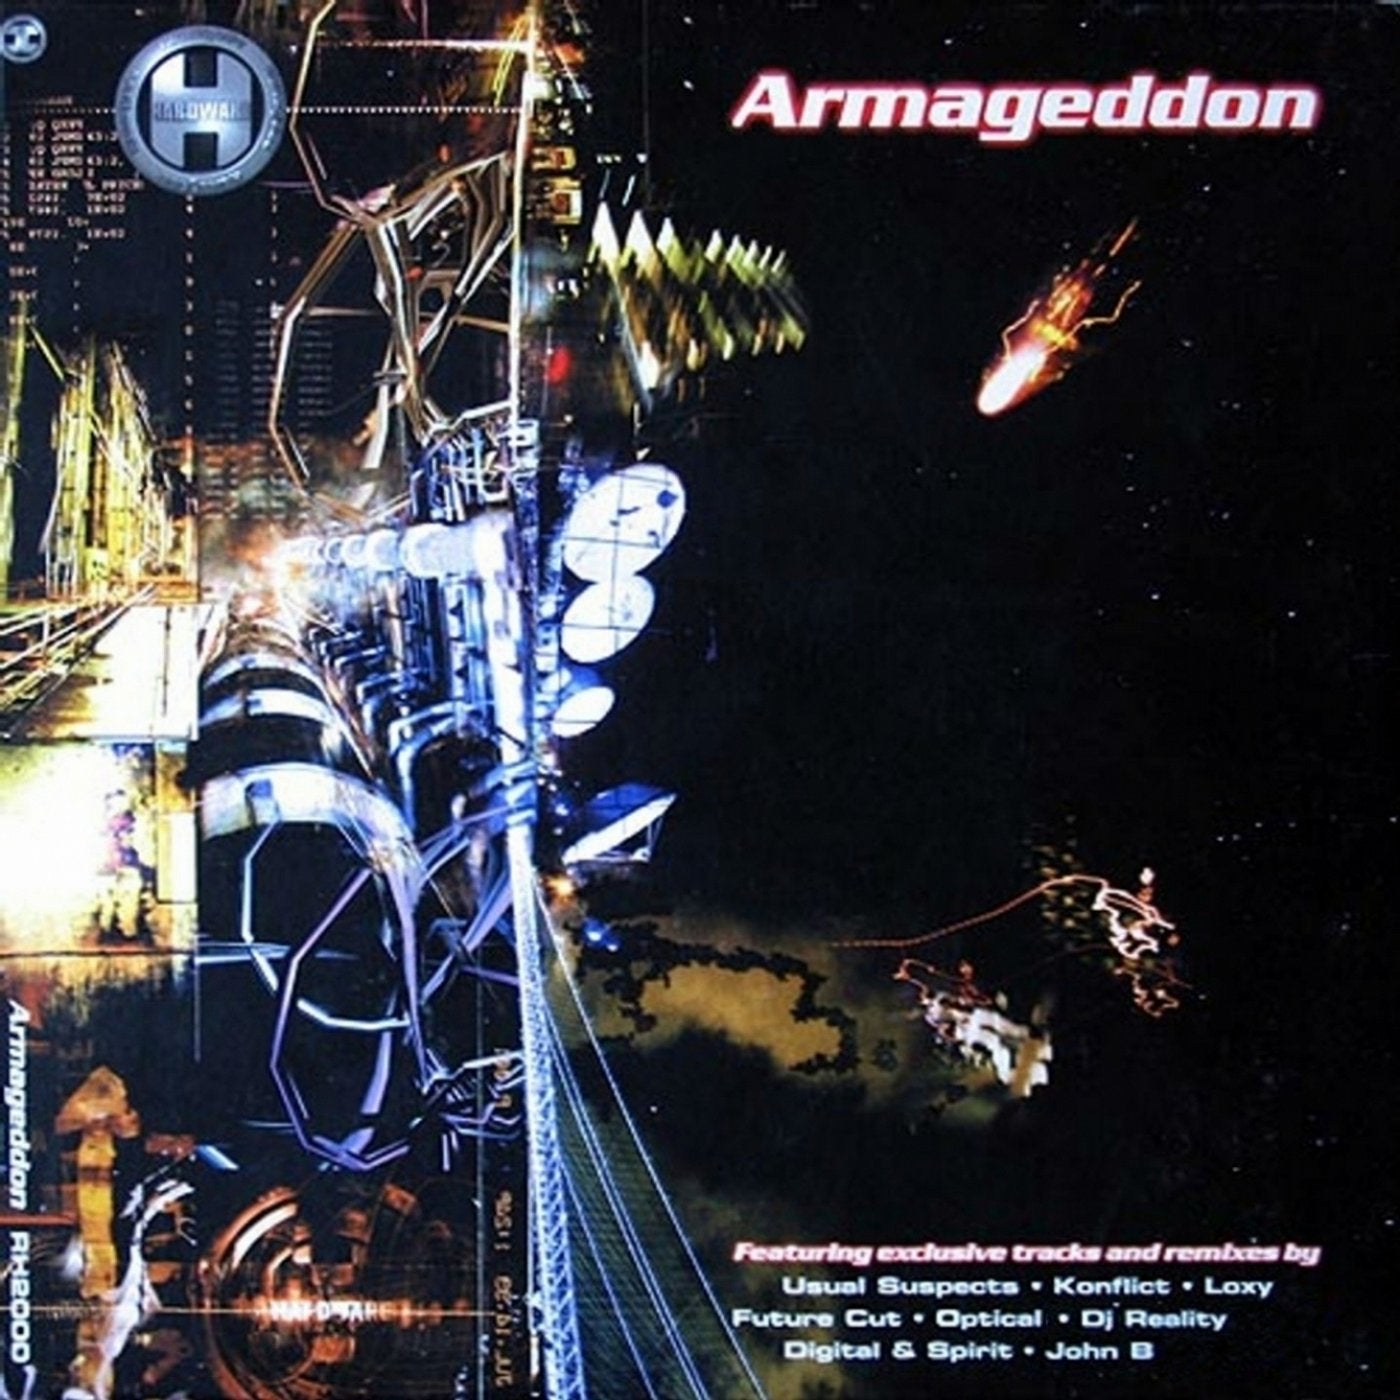 HARDWARE
Armageddon
Featuring exclusive tracks and remixes by
Usual Suspects • Konflict • Loxy
Future Cut • Optical • Dj Reality
Digital & Spirit • John B
Armageddon RH2000
HARDWARE